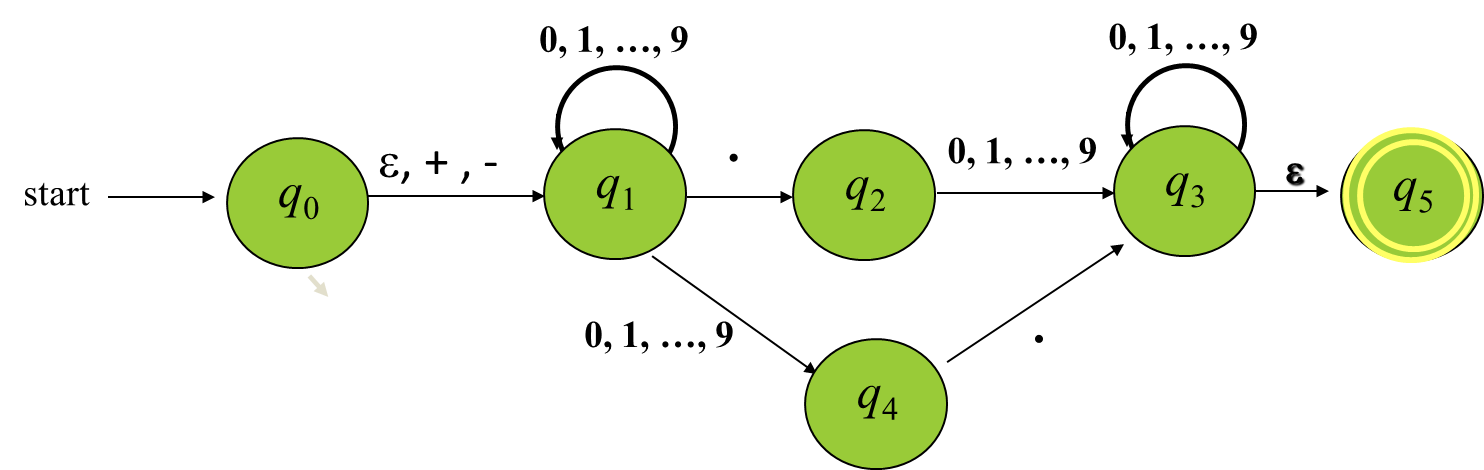 0, 1, …, 9
0, 1, …, 9
start
q0
ε, + , -
q1
.
q2
0, 1, …, 9
q3
ε
q5
0, 1, …, 9
q4
.